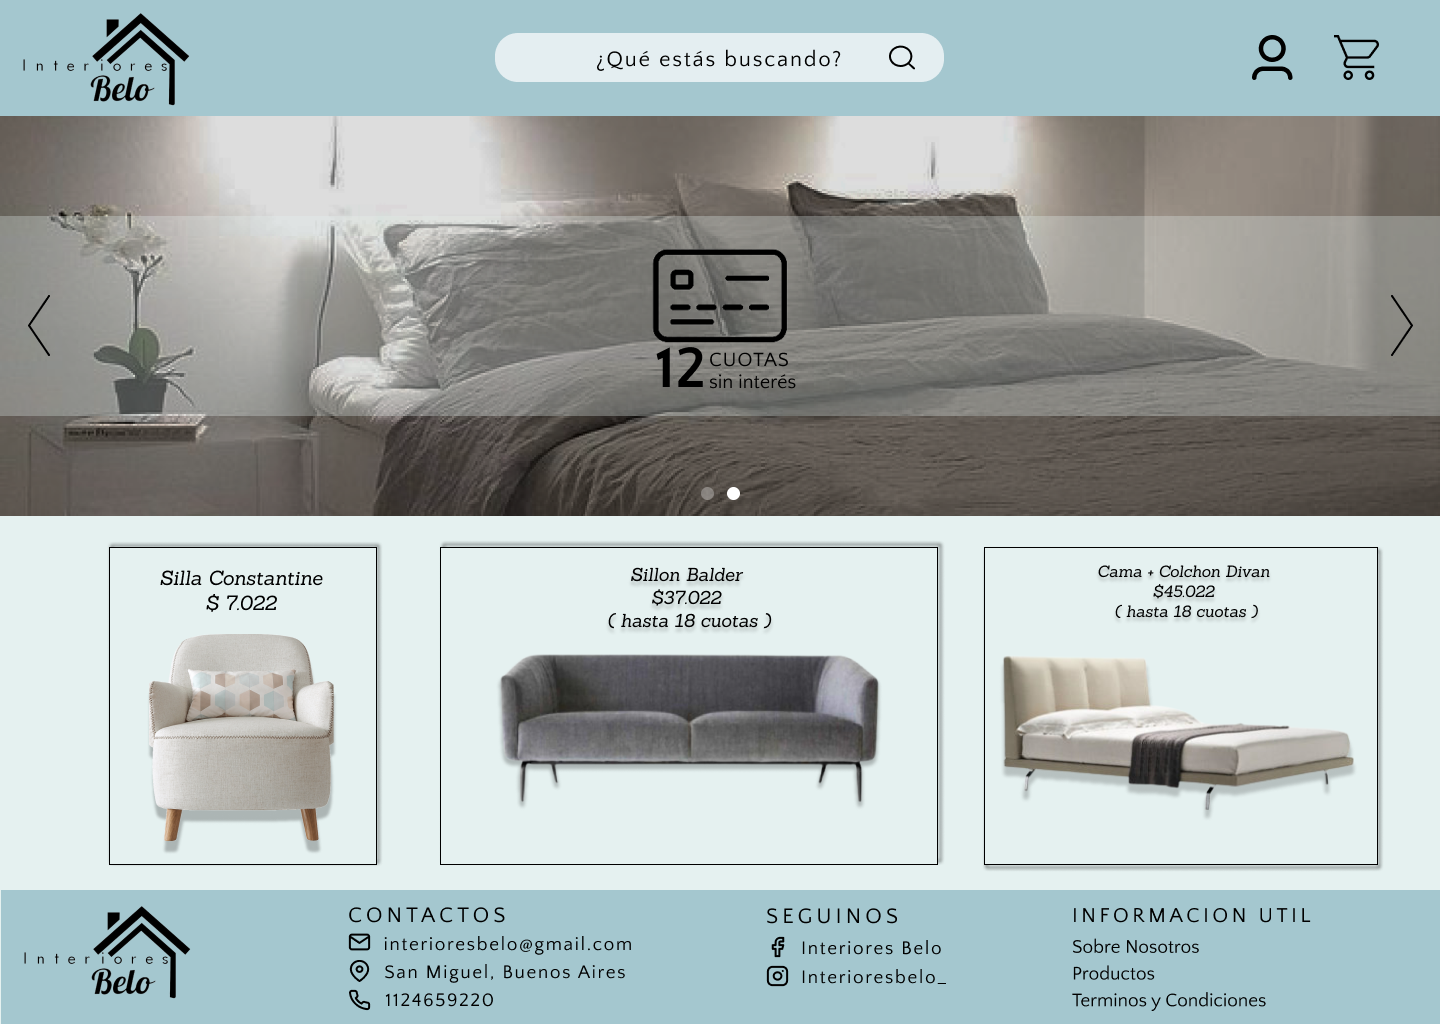 Interiores
Belo
¿Qué estás buscando?
12 CUOTAS
sin interés
Silla Constantine
$ 7.022
Sillon Balder
$37.022
( hasta 18 cuotas )
Cama + Colchon Divan
$45.022
( hasta 18 cuotas )
Interiores
Belo
CONTACTOS
interioresbelo@gmail.com
San Miguel, Buenos Aires
1124659220
SEGUINOS
Interiores Belo
Interioresbelo_
INFORMACION UTIL
Sobre Nosotros
Productos
Terminos y Condiciones